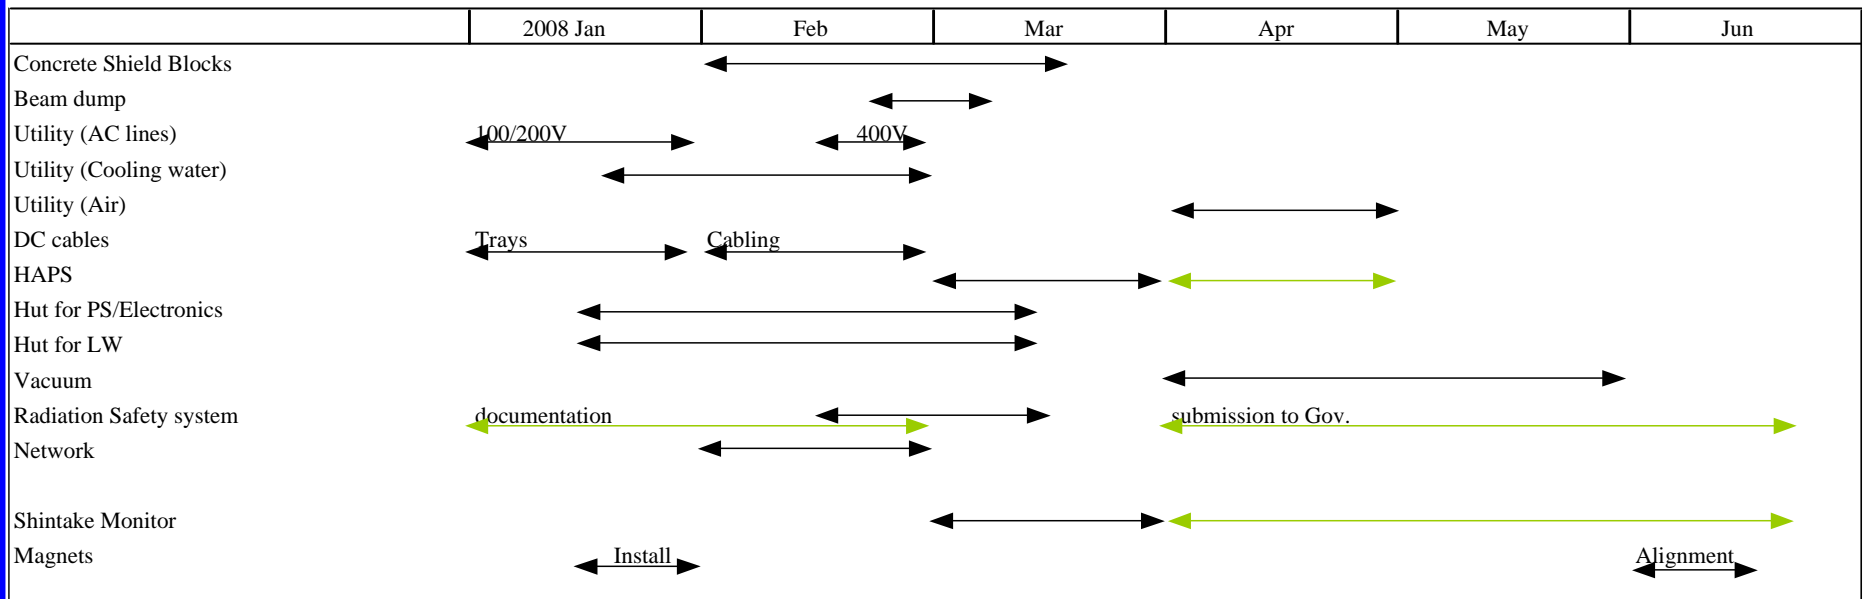 2008 Jan Feb Mar Apr May Jun
Concrete Shield Blocks
Beam dump
Utility (AC lines) 100/200V 400V
Utility (Cooling water)
Utility (Air)
DC cables Trays Cabling
HAPS
Hut for PS/Electronics
Hut for LW
Vacuum
Radiation Safety system documentation submission to Gov.
Network
Shintake Monitor
Magnets Install Alignment